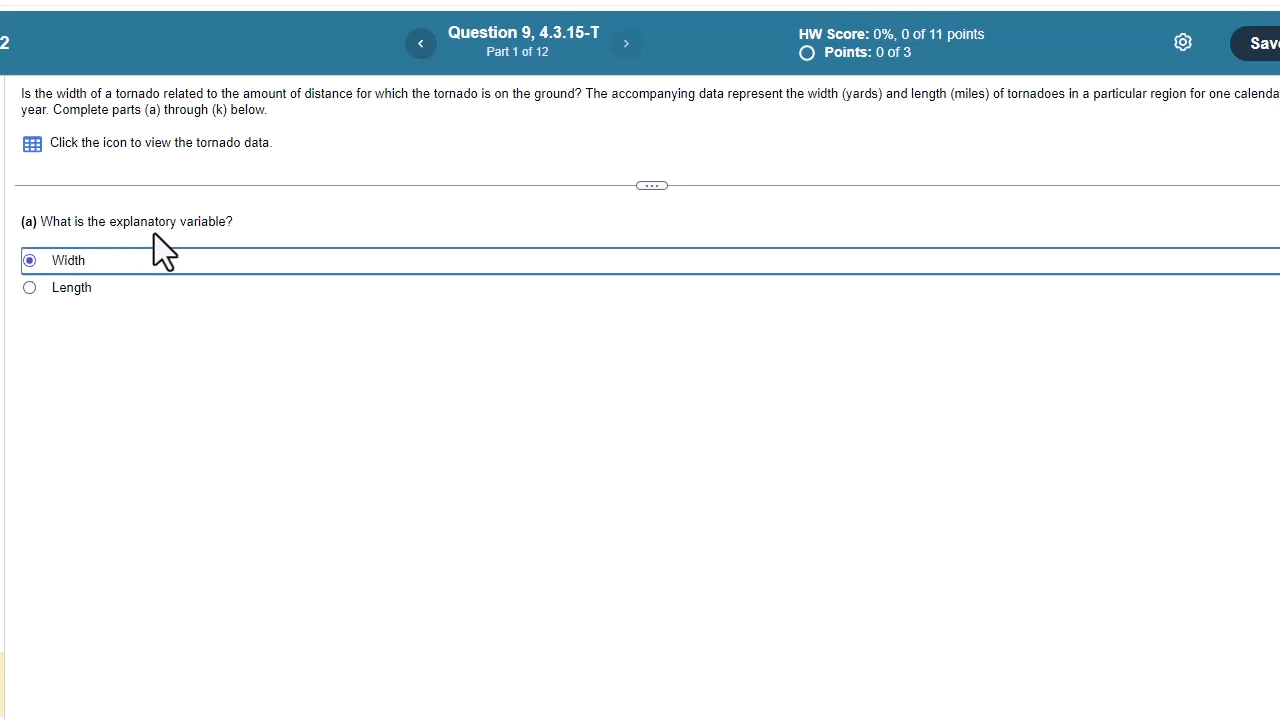 2
Question 9, 4.3.15-T
Part 1 of 12
HW Score: 0%, 0 of 11 points
Points: 0 of 3
Save
Is the width of a tornado related to the amount of distance for which the tornado is on the ground? The accompanying data represent the width (yards) and length (miles) of tornadoes in a particular region for one calenda
year. Complete parts (a) through (k) below.
Click the icon to view the tornado data.
(a) What is the explanatory variable?
Width
Length